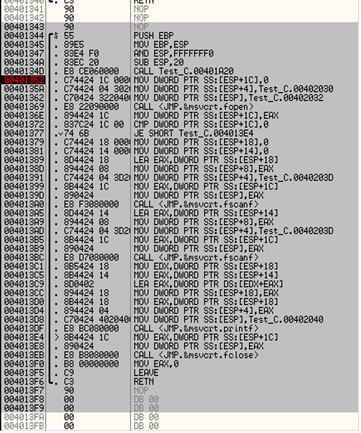 00401341 90 NOP
00401342 90 NOP
00401343 90 NOP
00401344 55 PUSH EBP
00401345 89E5 MOV EBP,ESP
00401347 83E4 F0 AND ESP,FFFFFFF0
0040134A 83EC 20 SUB ESP,20
0040134D E8 CE060000 CALL Test_C.00401A20
00401352 C74424 1C 000 MOV DWORD PTR SS:[ESP+1C],0
0040135A C74424 04 302 MOV DWORD PTR SS:[ESP+4],Test_C.00402030
00401362 C70424 322040 MOV DWORD PTR SS:[ESP],Test_C.00402032
00401369 E8 22090000 CALL <JMP.&msvcrt.fopen>
0040136E 894424 1C MOV DWORD PTR SS:[ESP+1C],EAX
00401372 837C24 1C 00 CMP DWORD PTR SS:[ESP+1C],0
00401377 74 6B JE SHORT Test_C.004013E4
00401379 C74424 18 000 MOV DWORD PTR SS:[ESP+18],0
00401381 C74424 14 000 MOV DWORD PTR SS:[ESP+14],0
00401389 8D4424 18 LEA EAX,DWORD PTR SS:[ESP+18]
0040138D 894424 08 MOV DWORD PTR SS:[ESP+8],EAX
00401391 C74424 04 3D2 MOV DWORD PTR SS:[ESP+4],Test_C.0040203D
00401399 8B4424 1C MOV EAX,DWORD PTR SS:[ESP+1C]
0040139D 890424 MOV DWORD PTR SS:[ESP],EAX
004013A0 E8 F3080000 CALL <JMP.&msvcrt.fscanf>
004013A5 8D4424 14 LEA EAX,DWORD PTR SS:[ESP+14]
004013A9 894424 08 MOV DWORD PTR SS:[ESP+8],EAX
004013AD C74424 04 3D2 MOV DWORD PTR SS:[ESP+4],Test_C.0040203D
004013B5 8B4424 1C MOV EAX,DWORD PTR SS:[ESP+1C]
004013B9 890424 MOV DWORD PTR SS:[ESP],EAX
004013BC E8 D7080000 CALL <JMP.&msvcrt.fscanf>
004013C1 8B5424 18 MOV EDX,DWORD PTR SS:[ESP+18]
004013C5 8B4424 14 MOV EAX,DWORD PTR SS:[ESP+14]
004013C9 8D0402 LEA EAX,DWORD PTR DS:[EDX+EAX]
004013CC 894424 18 MOV DWORD PTR SS:[ESP+18],EAX
004013D0 8B4424 18 MOV EAX,DWORD PTR SS:[ESP+18]
004013D4 894424 04 MOV DWORD PTR SS:[ESP+4],EAX
004013D8 C70424 402040 MOV DWORD PTR SS:[ESP],Test_C.00402040
004013DF E8 BC080000 CALL <JMP.&msvcrt.printf>
004013E4 8B4424 1C MOV EAX,DWORD PTR SS:[ESP+1C]
004013E8 890424 MOV DWORD PTR SS:[ESP],EAX
004013EB E8 B8080000 CALL <JMP.&msvcrt.fclose>
004013F0 B8 00000000 MOV EAX,0
004013F5 C9 LEAVE
004013F6 C3 RETN
004013F7 90 NOP
004013F8 00 DB 00
004013F9 00 DB 00
004013FA 00 DB 00